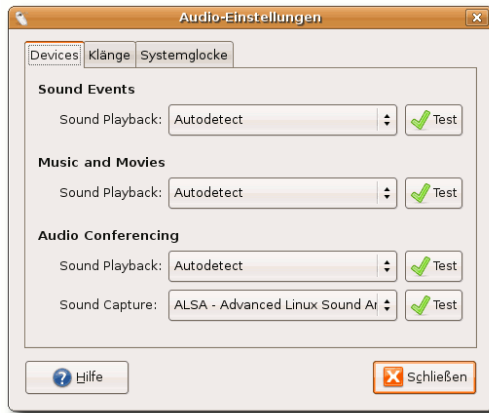 Audio-Einstellungen
Devices Klänge Systemglocke
Sound Events
Sound Playback: Autodetect Test
Music and Movies
Sound Playback: Autodetect Test
Audio Conferencing
Sound Playback: Autodetect Test
Sound Capture: ALSA - Advanced Linux Sound Ar Test
Hilfe Schließen